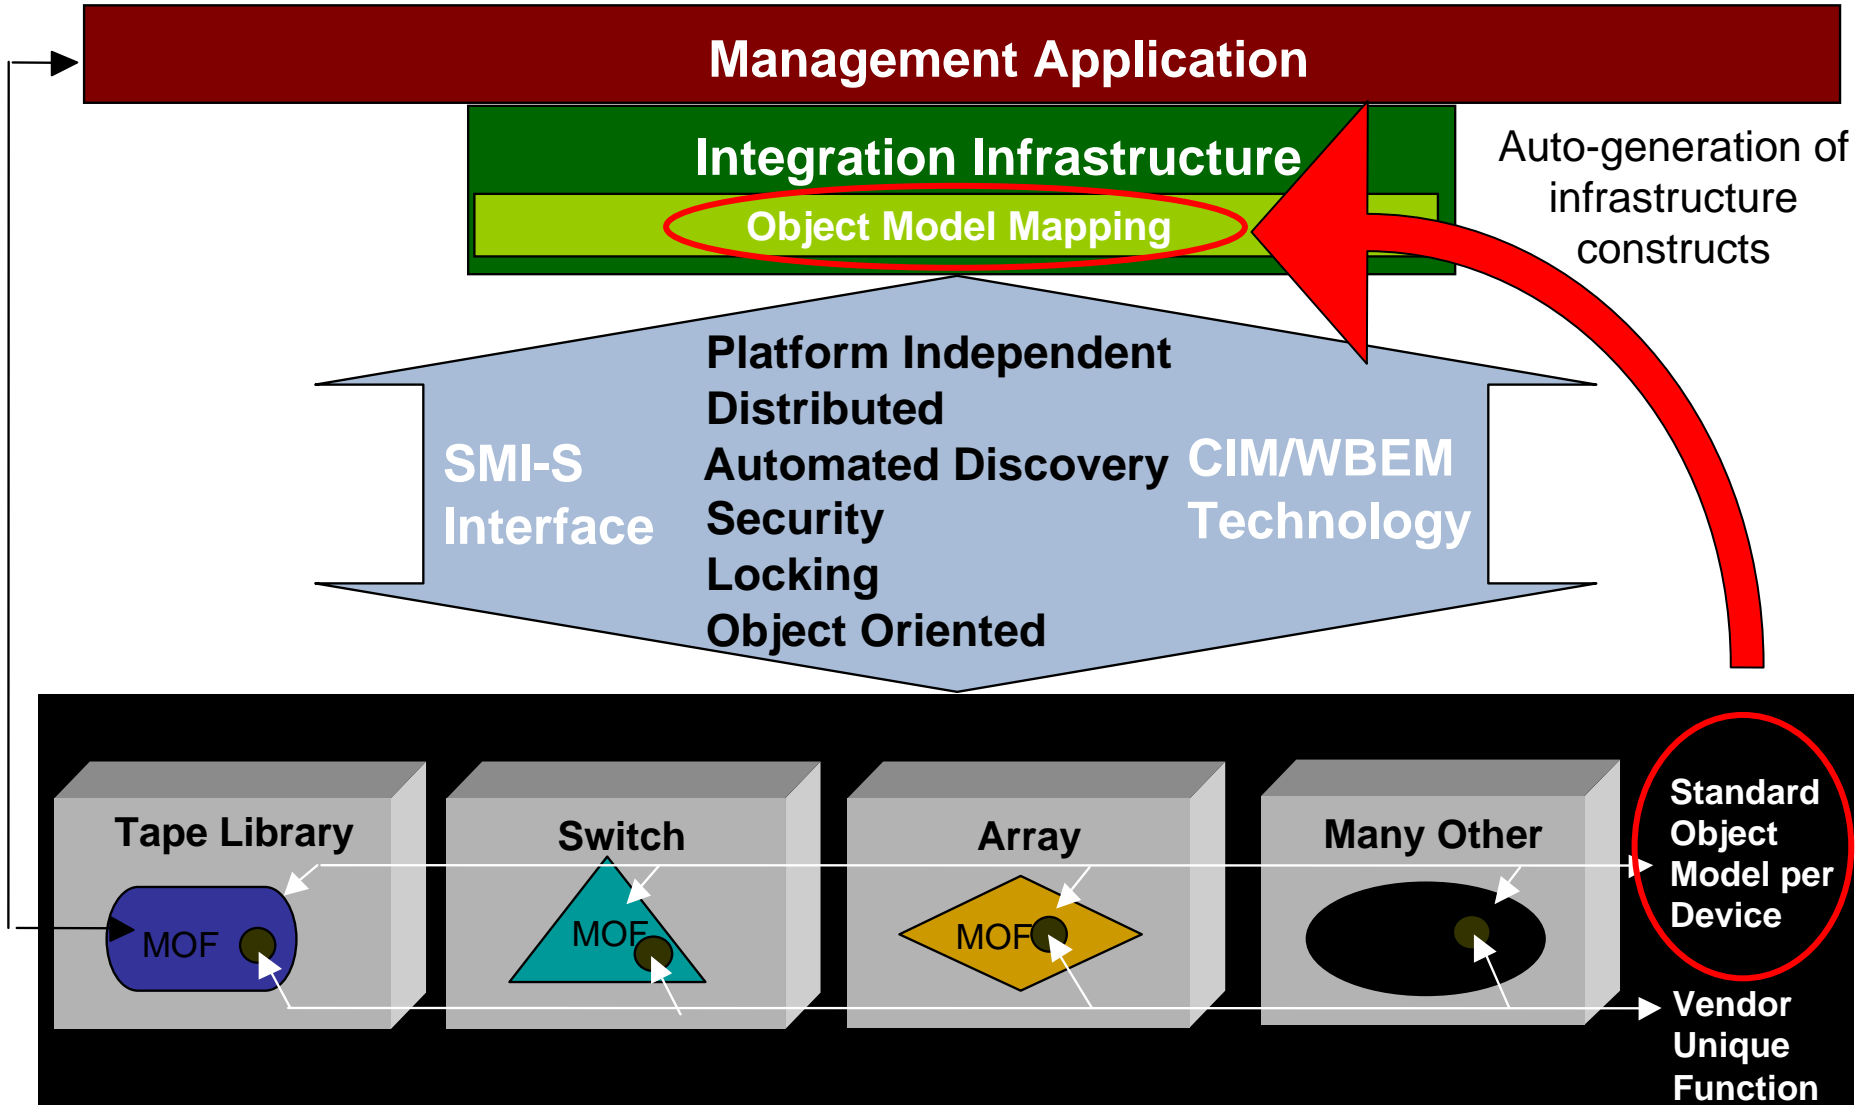 Management Application
Integration Infrastructure
Object Model Mapping
Auto-generation of
infrastructure
constructs
Platform Independent
Distributed
Automated Discovery
Security
Locking
Object Oriented
SMI-S
Interface
CIM/WBEM
Technology
Tape Library
MOF
Switch
MOF
Array
MOF
Many Other
Standard
Object
Model per
Device
Vendor
Unique
Function